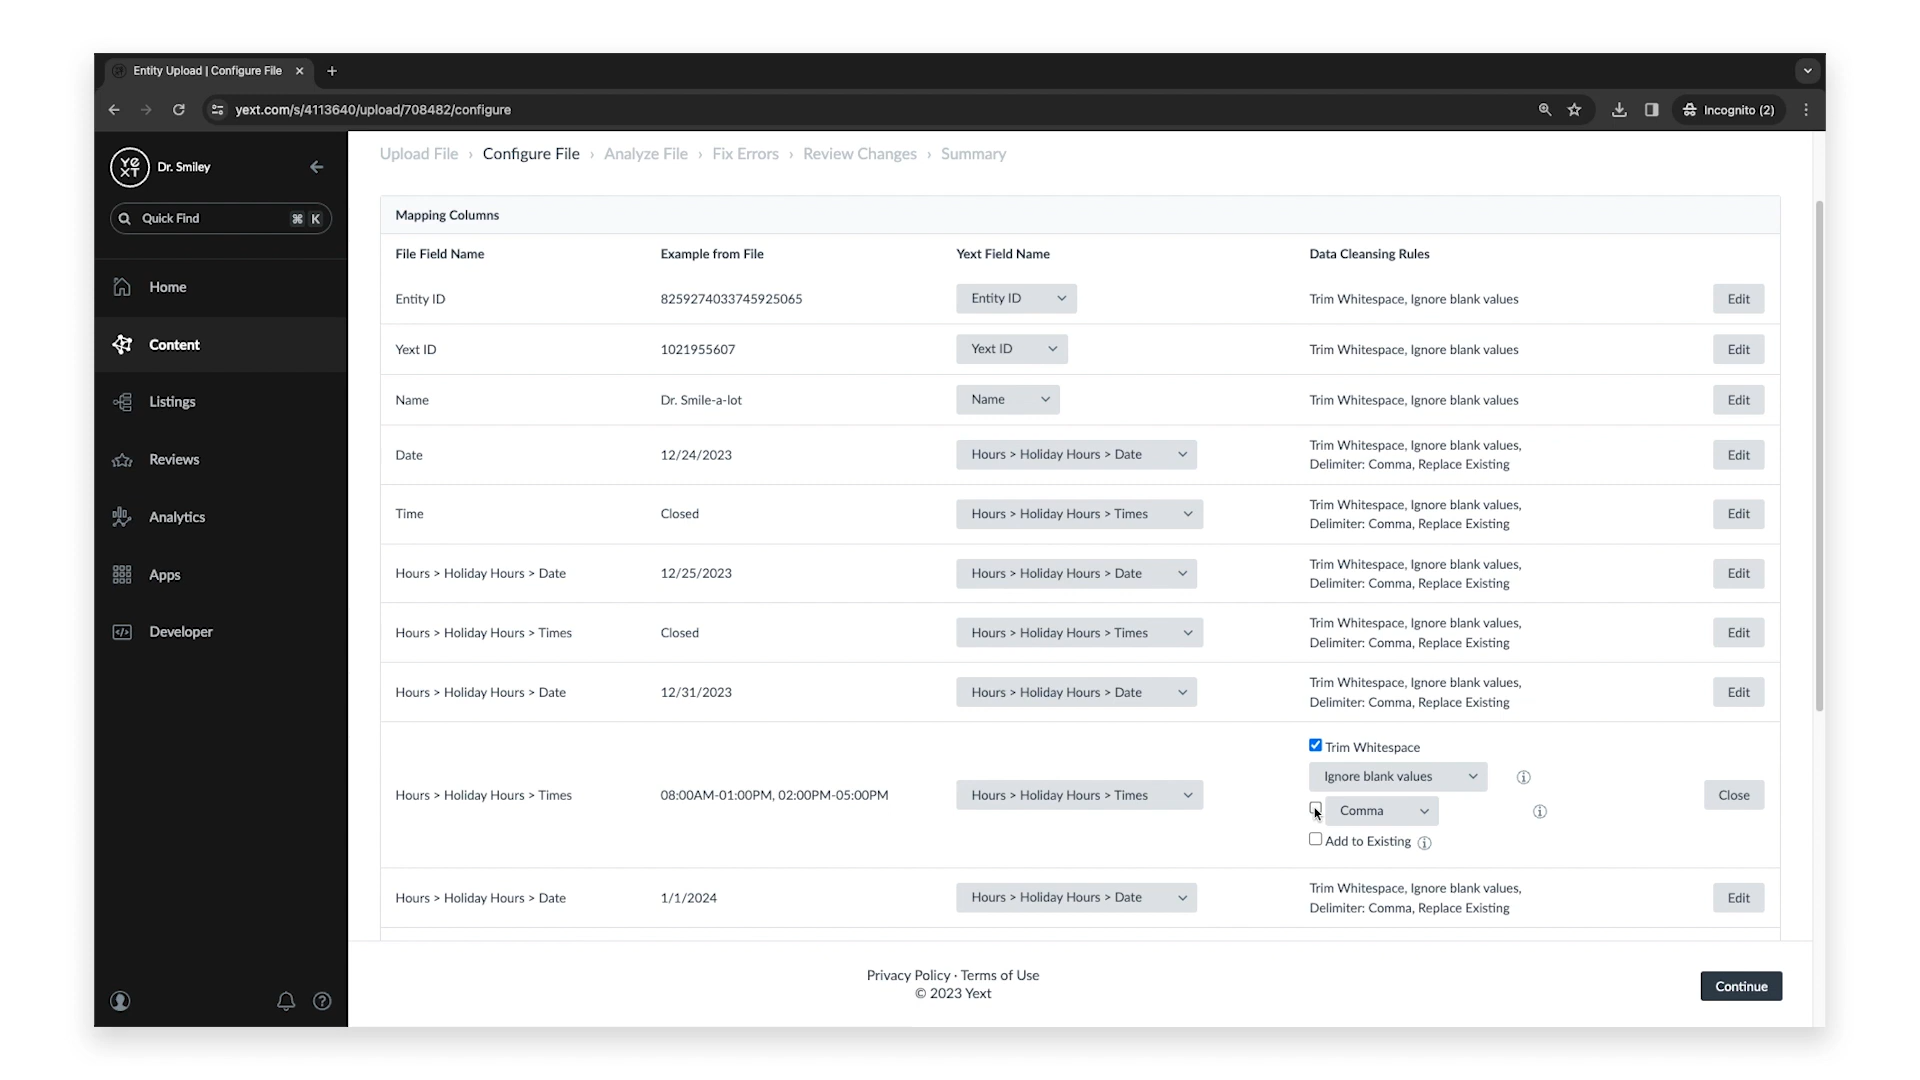 Entity Upload | Configure File
yext.com/s/4113640/upload/708482/configure
Incognito (2)
YEXT
Dr. Smiley
Quick Find
⌘ K
Home
Content
Listings
Reviews
Analytics
Apps
Developer
Upload File › Configure File › Analyze File › Fix Errors › Review Changes › Summary
Mapping Columns
File Field Name Example from File Yext Field Name Data Cleansing Rules
Entity ID 8259274033745925065 Entity ID Trim Whitespace, Ignore blank values Edit
Yext ID 1021955607 Yext ID Trim Whitespace, Ignore blank values Edit
Name Dr. Smile-a-lot Name Trim Whitespace, Ignore blank values Edit
Date 12/24/2023 Hours > Holiday Hours > Date Trim Whitespace, Ignore blank values,
Delimiter: Comma, Replace Existing Edit
Time Closed Hours > Holiday Hours > Times Trim Whitespace, Ignore blank values,
Delimiter: Comma, Replace Existing Edit
Hours > Holiday Hours > Date 12/25/2023 Hours > Holiday Hours > Date Trim Whitespace, Ignore blank values,
Delimiter: Comma, Replace Existing Edit
Hours > Holiday Hours > Times Closed Hours > Holiday Hours > Times Trim Whitespace, Ignore blank values,
Delimiter: Comma, Replace Existing Edit
Hours > Holiday Hours > Date 12/31/2023 Hours > Holiday Hours > Date Trim Whitespace, Ignore blank values,
Delimiter: Comma, Replace Existing Edit
Trim Whitespace
Ignore blank values
Hours > Holiday Hours > Times 08:00AM-01:00PM, 02:00PM-05:00PM Hours > Holiday Hours > Times Close
Comma
Add to Existing
Hours > Holiday Hours > Date 1/1/2024 Hours > Holiday Hours > Date Trim Whitespace, Ignore blank values,
Delimiter: Comma, Replace Existing Edit
Privacy Policy · Terms of Use
© 2023 Yext
Continue